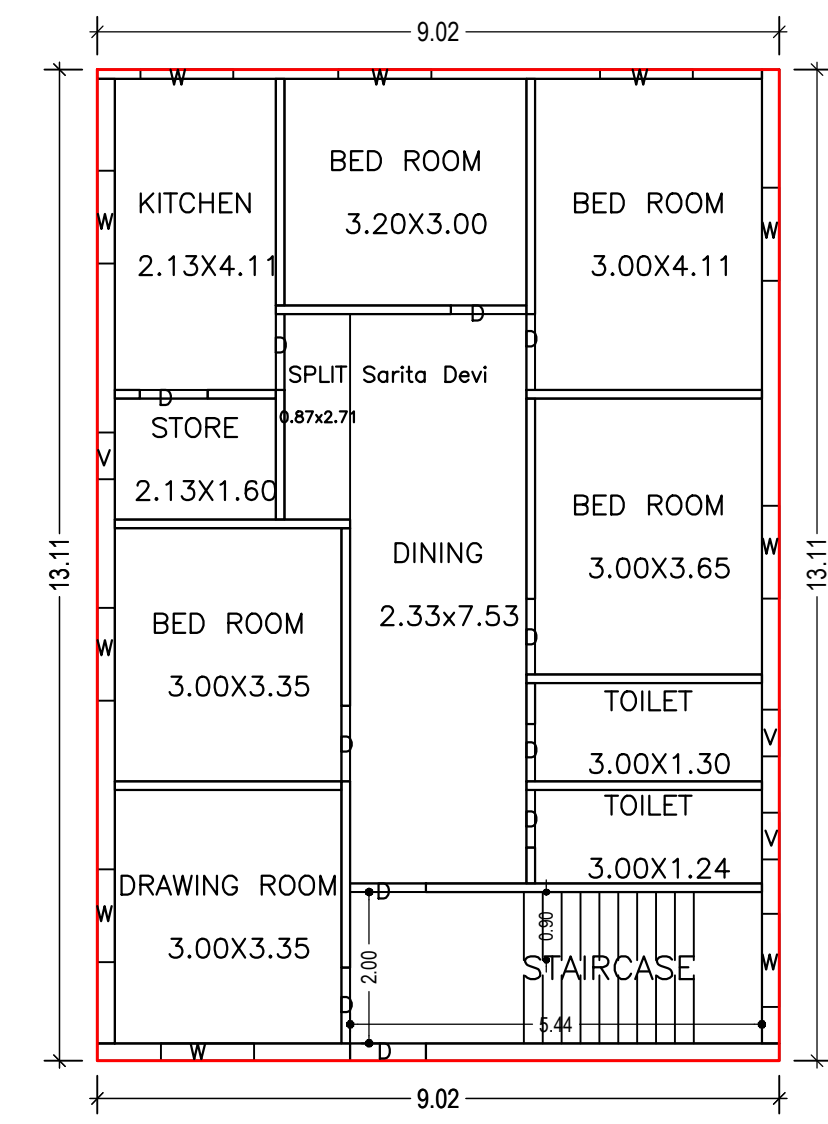 9.02
W W W
BED ROOM
3.20X3.00
KITCHEN
2.13X4.11
BED ROOM
3.00X4.11
W
W
D
D
D
SPLIT Sarita Devi
0.87x2.71
D
STORE
2.13X1.60
V
BED ROOM
3.00X3.65
W
DINING
2.33x7.53
13.11
13.11
BED ROOM
3.00X3.35
W
D
TOILET
3.00X1.30
D
D
V
TOILET
3.00X1.24
D
V
DRAWING ROOM
3.00X3.35
W
D
0.90
STAIRCASE
2.00
5.44
W
D
W
D
9.02